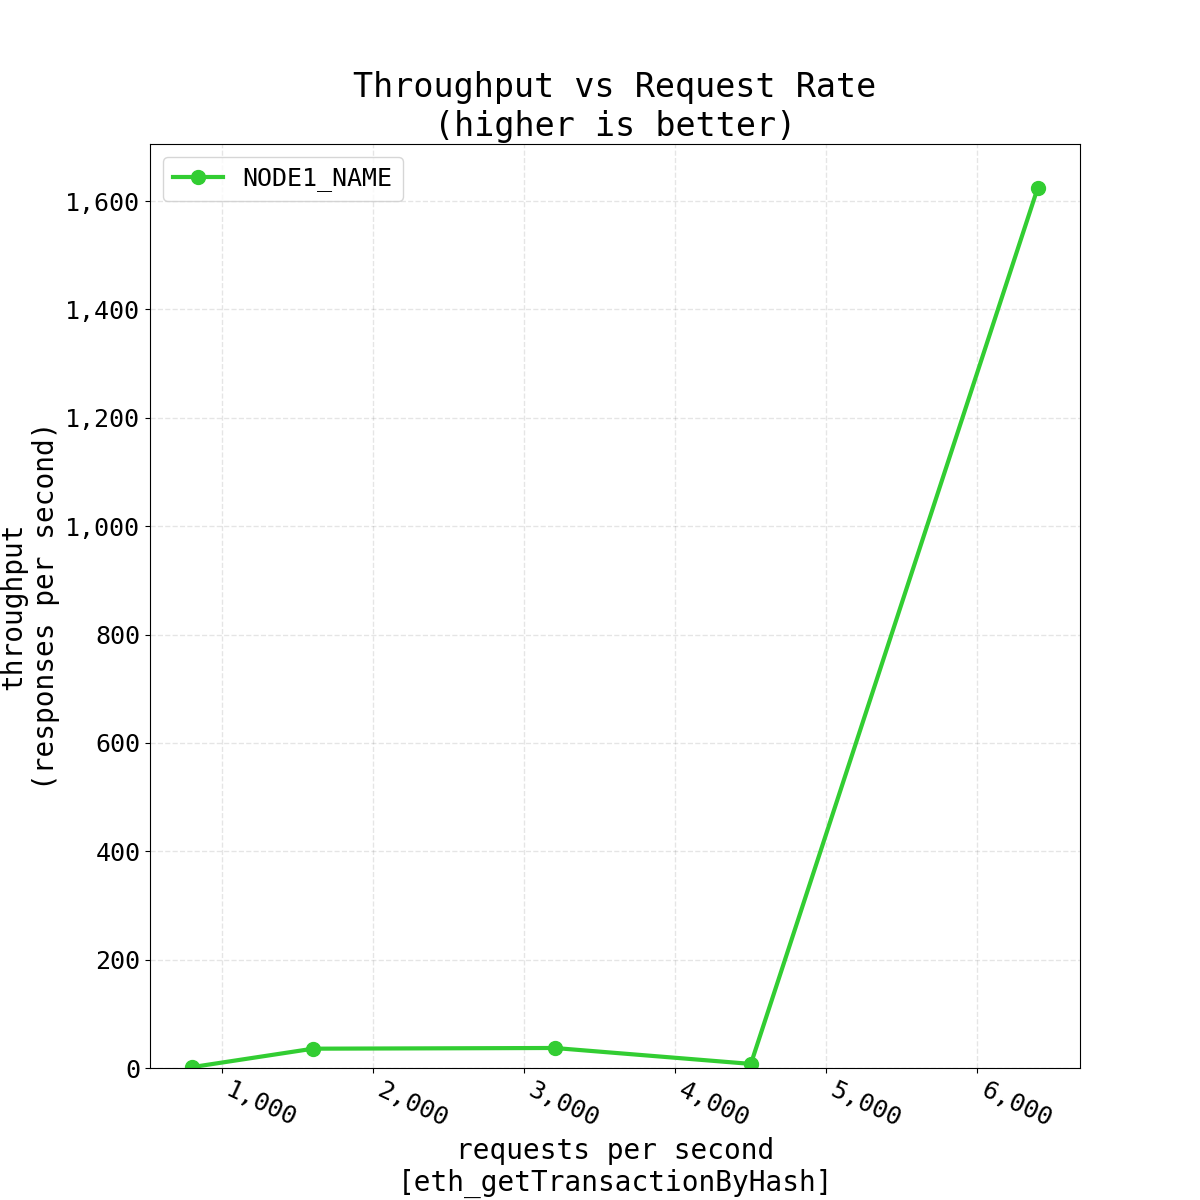 Throughput vs Request Rate
(higher is better)
NODE1_NAME
throughput
(responses per second)
1,600
1,400
1,200
1,000
800
600
400
200
0
1,000
2,000
3,000
4,000
5,000
6,000
requests per second
[eth_getTransactionByHash]